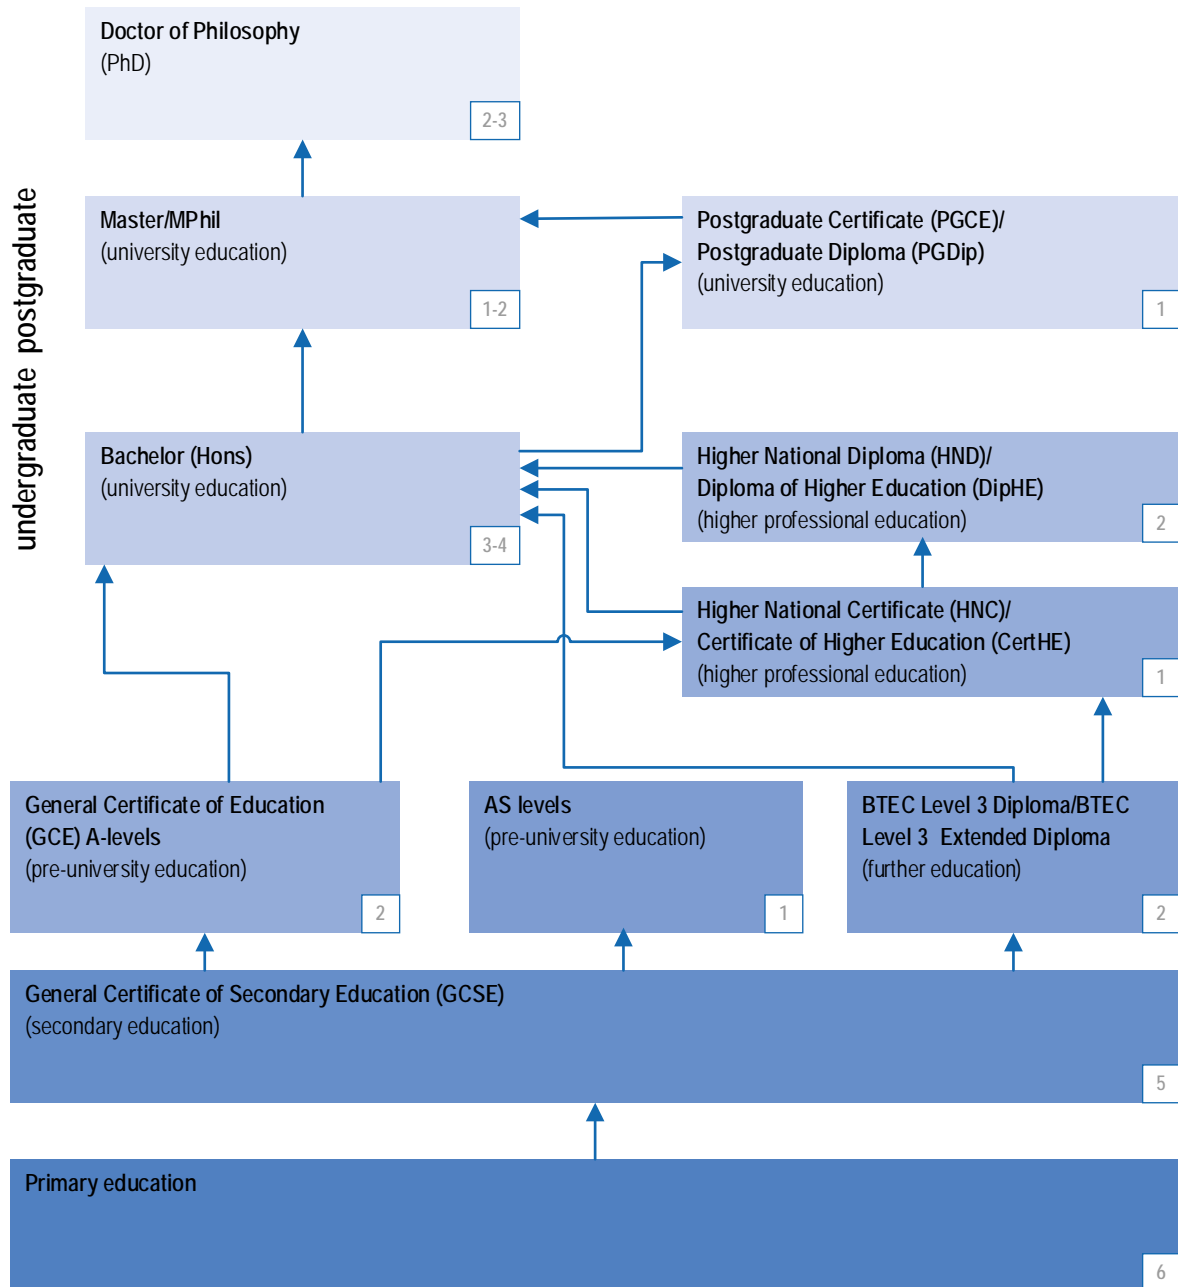 Doctor of Philosophy
(PhD)
2-3
undergraduate postgraduate
Master/MPhil
(university education)
1-2
Postgraduate Certificate (PGCE)/
Postgraduate Diploma (PGDip)
(university education)
1
Bachelor (Hons)
(university education)
3-4
Higher National Diploma (HND)/
Diploma of Higher Education (DipHE)
(higher professional education)
2
Higher National Certificate (HNC)/
Certificate of Higher Education (CertHE)
(higher professional education)
1
General Certificate of Education
(GCE) A-levels
(pre-university education)
2
AS levels
(pre-university education)
1
BTEC Level 3 Diploma/BTEC
Level 3 Extended Diploma
(further education)
2
General Certificate of Secondary Education (GCSE)
(secondary education)
5
Primary education
6